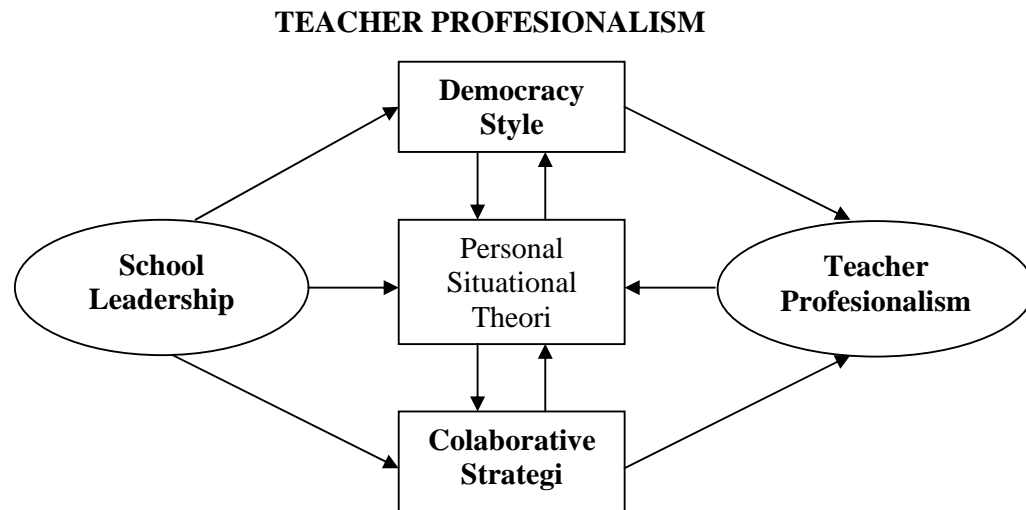 TEACHER PROFESIONALISM
Democracy
Style
School
Leadership
Personal
Situational
Theori
Teacher
Profesionalism
Colaborative
Strategi